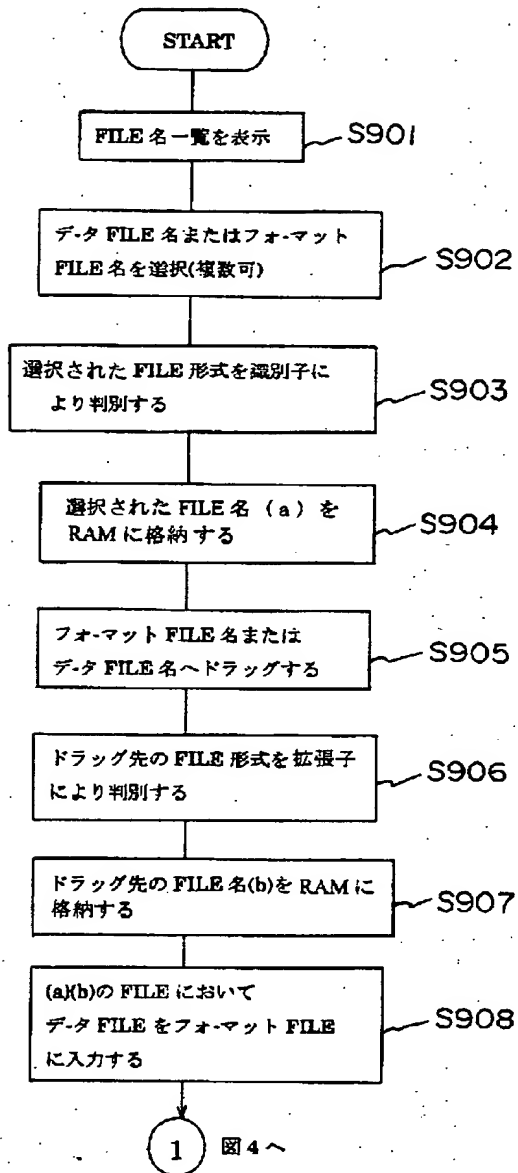 START
FILE 名一覧を表示
S901
データ FILE 名またはフォーマット
FILE 名を選択(複数可)
S902
選択された FILE 形式を識別子に
より判別する
S903
選択された FILE 名 (a) を
RAM に格納する
S904
フォーマット FILE 名または
データ FILE 名へドラッグする
S905
ドラッグ先の FILE 形式を拡張子
により判別する
S906
ドラッグ先の FILE 名(b)を RAM に
格納する
S907
(a)(b)の FILE において
データ FILE をフォーマット FILE
に入力する
S908
1 図4へ